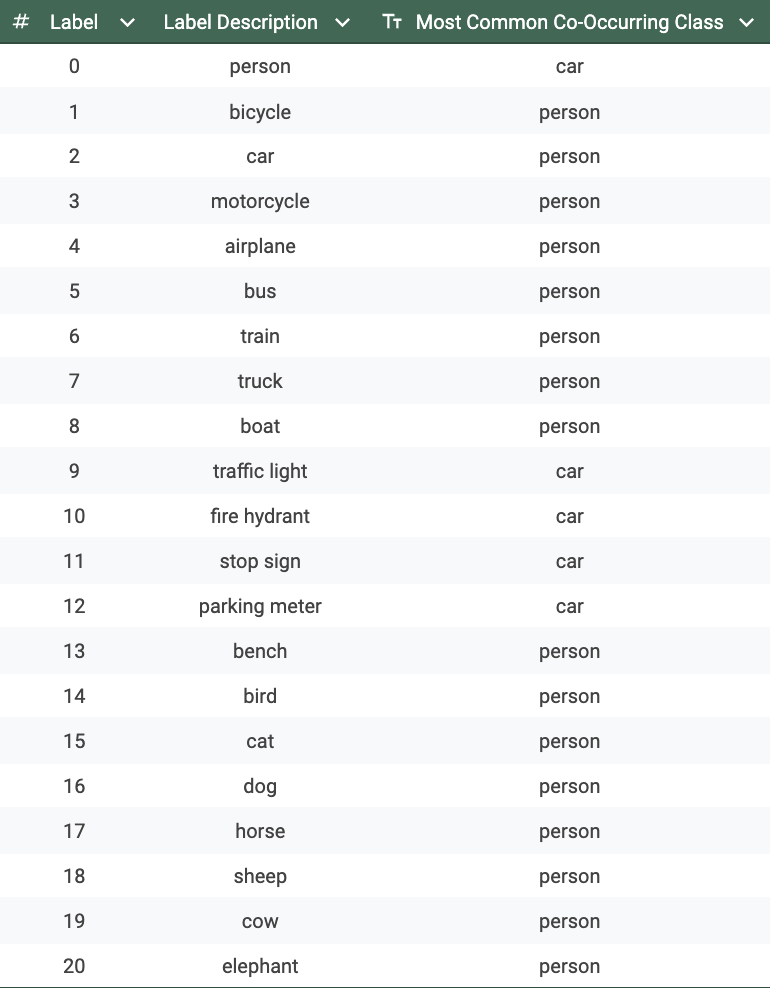 # Label Label Description Tт Most Common Co-Occurring Class
0 person car
1 bicycle person
2 car person
3 motorcycle person
4 airplane person
5 bus person
6 train person
7 truck person
8 boat person
9 traffic light car
10 fire hydrant car
11 stop sign car
12 parking meter car
13 bench person
14 bird person
15 cat person
16 dog person
17 horse person
18 sheep person
19 cow person
20 elephant person